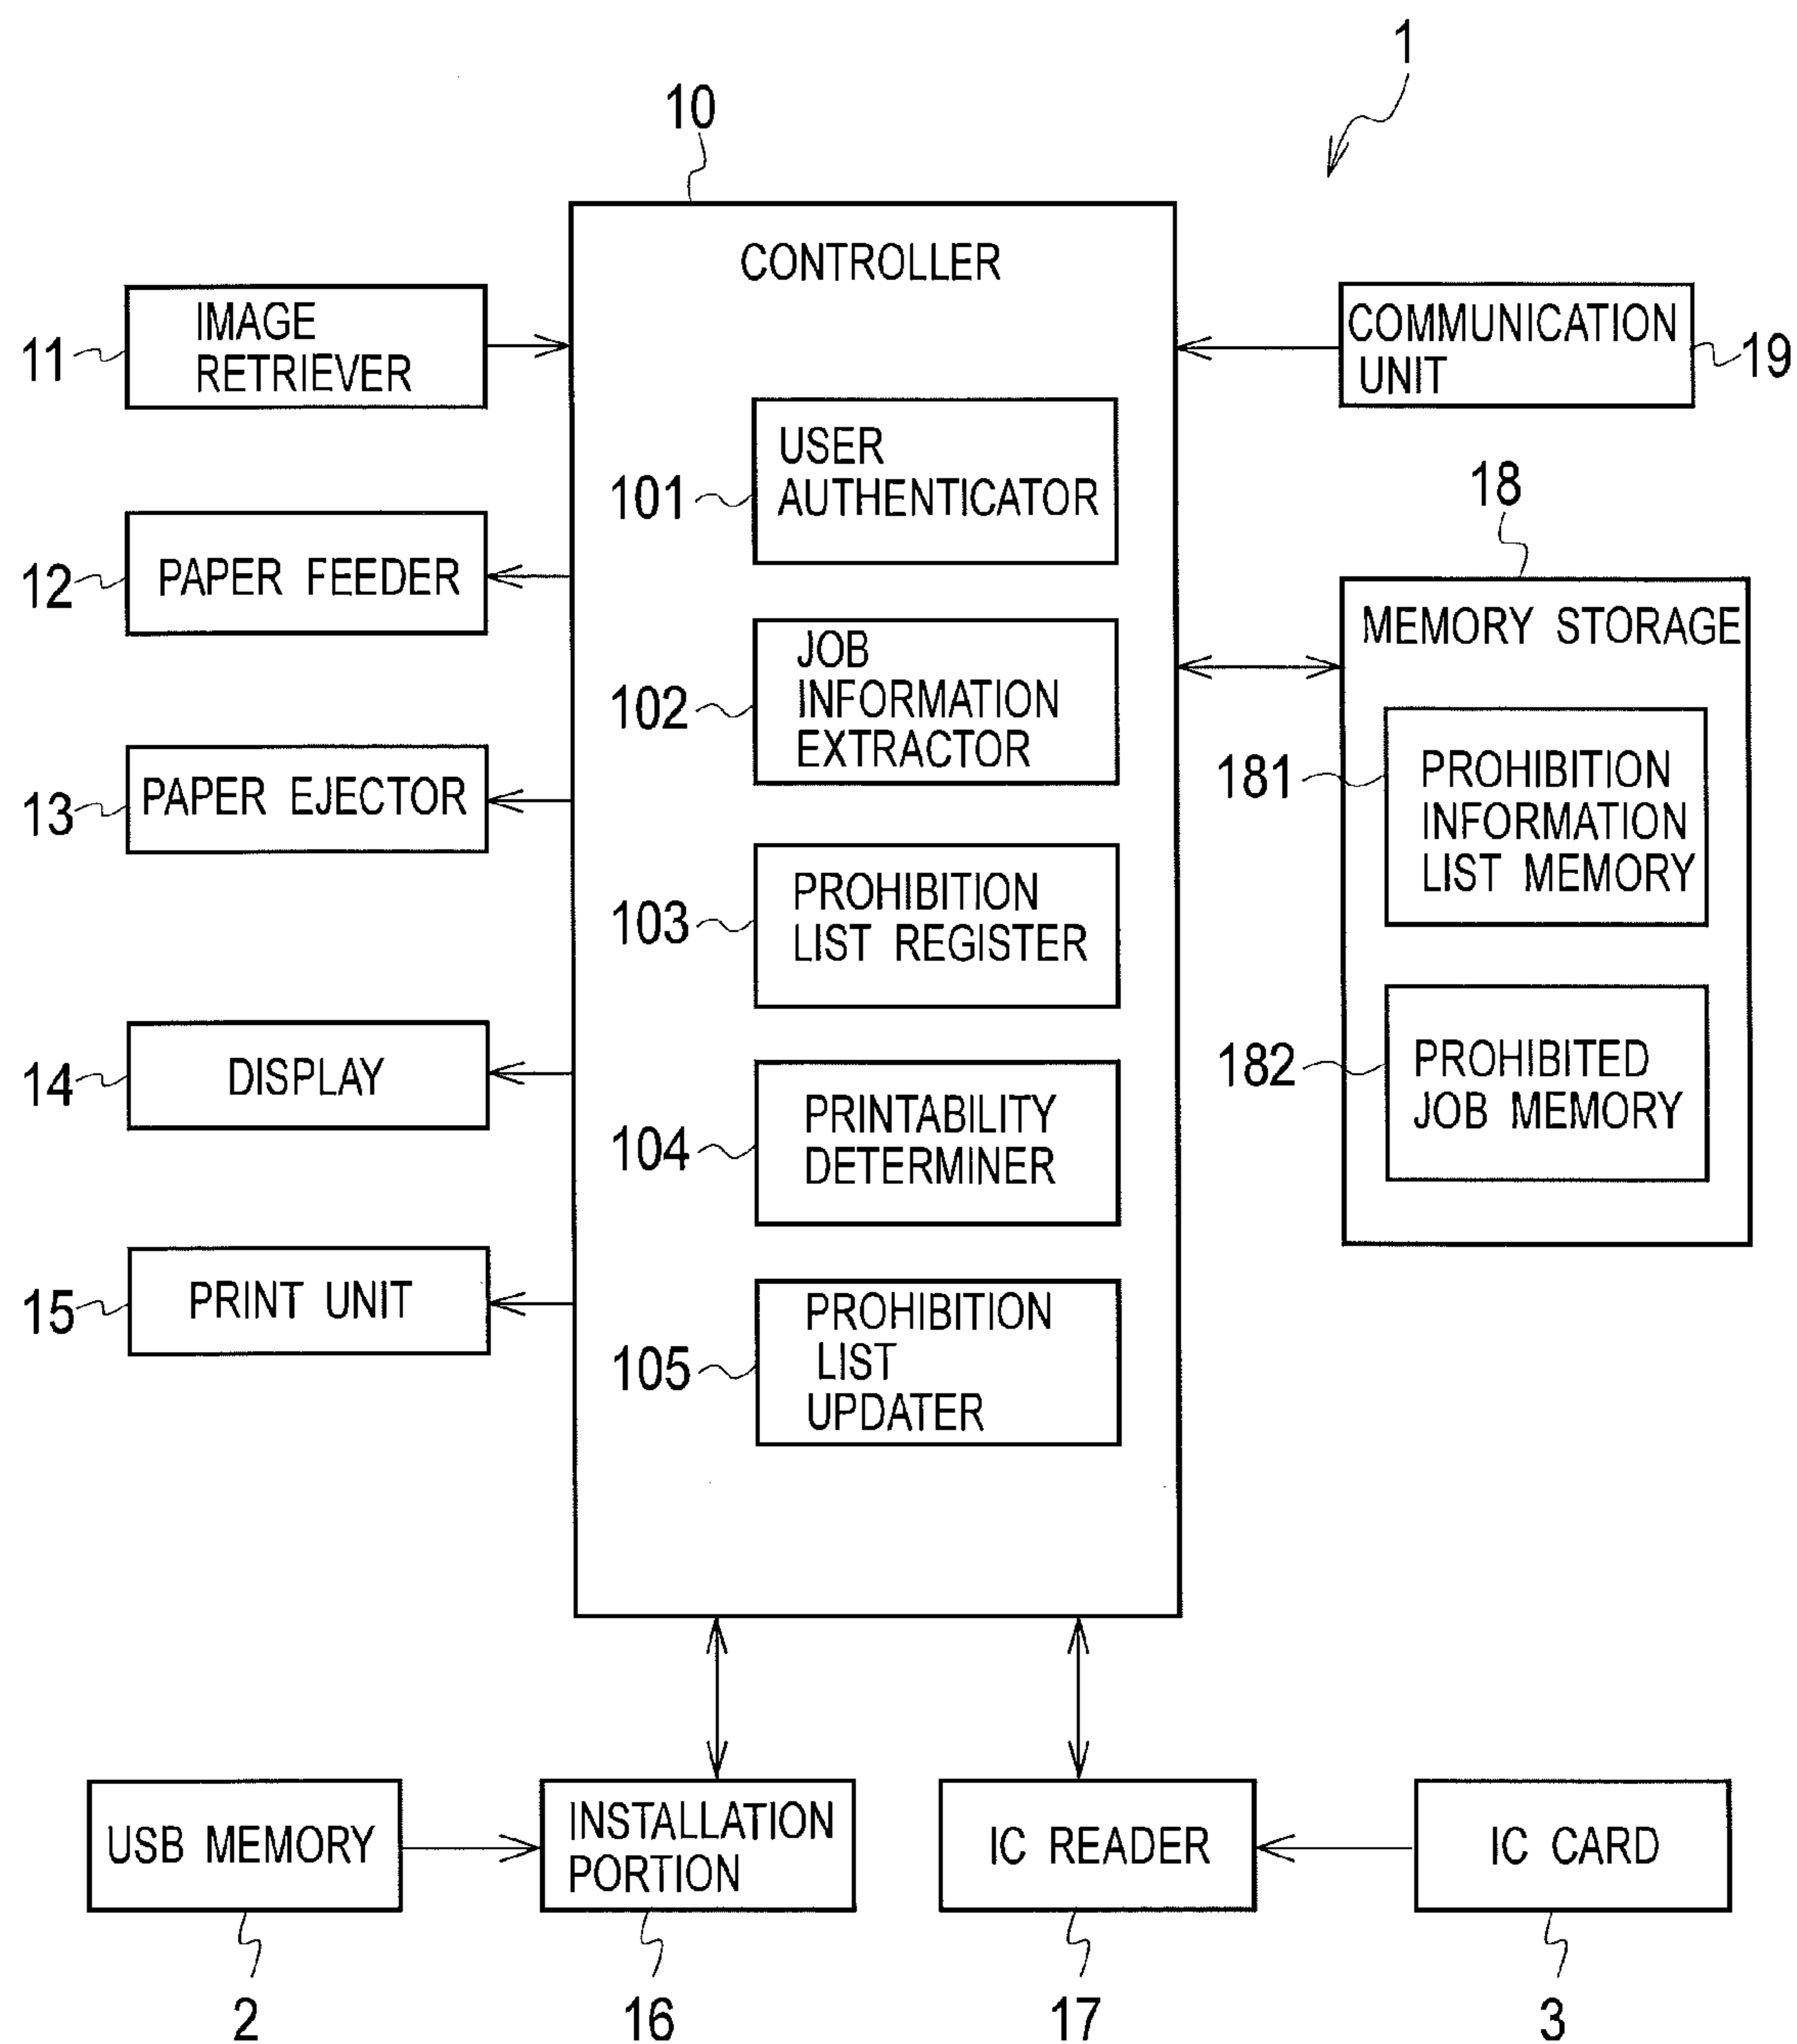 1
10
CONTROLLER
IMAGE
RETRIEVER
11
COMMUNICATION
UNIT
19
USER
AUTHENTICATOR
101
18
PAPER FEEDER
12
MEMORY STORAGE
JOB
INFORMATION
EXTRACTOR
102
PROHIBITION
INFORMATION
LIST MEMORY
181
PAPER EJECTOR
13
PROHIBITION
LIST REGISTER
103
PROHIBITED
JOB MEMORY
182
DISPLAY
14
PRINTABILITY
DETERMINER
104
PRINT UNIT
15
PROHIBITION
LIST
UPDATER
105
USB MEMORY
INSTALLATION
PORTION
IC READER
IC CARD
2
16
17
3